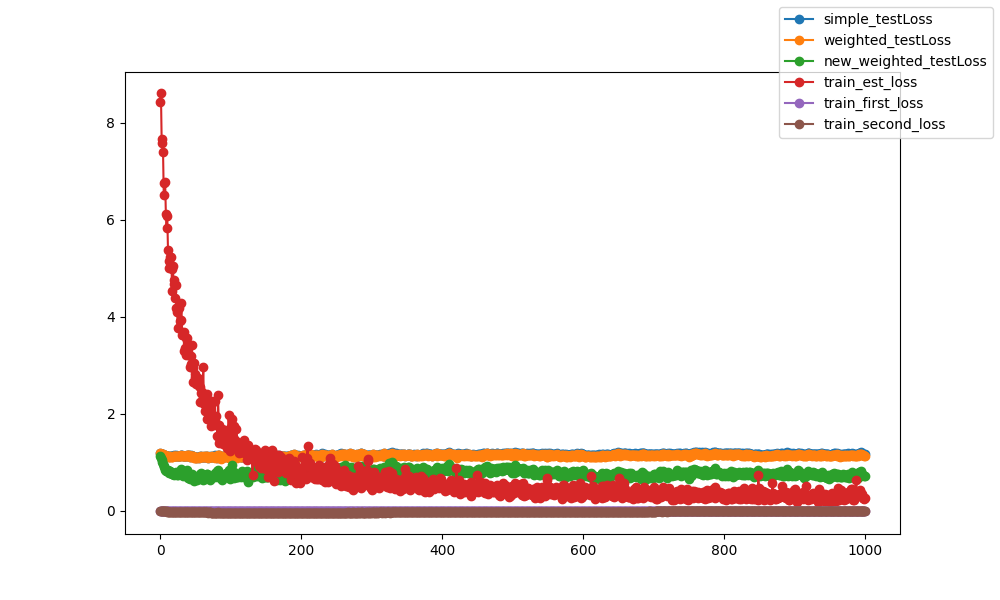 simple_testLoss
weighted_testLoss
new_weighted_testLoss
train_est_loss
train_first_loss
train_second_loss
8
6
4
2
0
0 200 400 600 800 1000